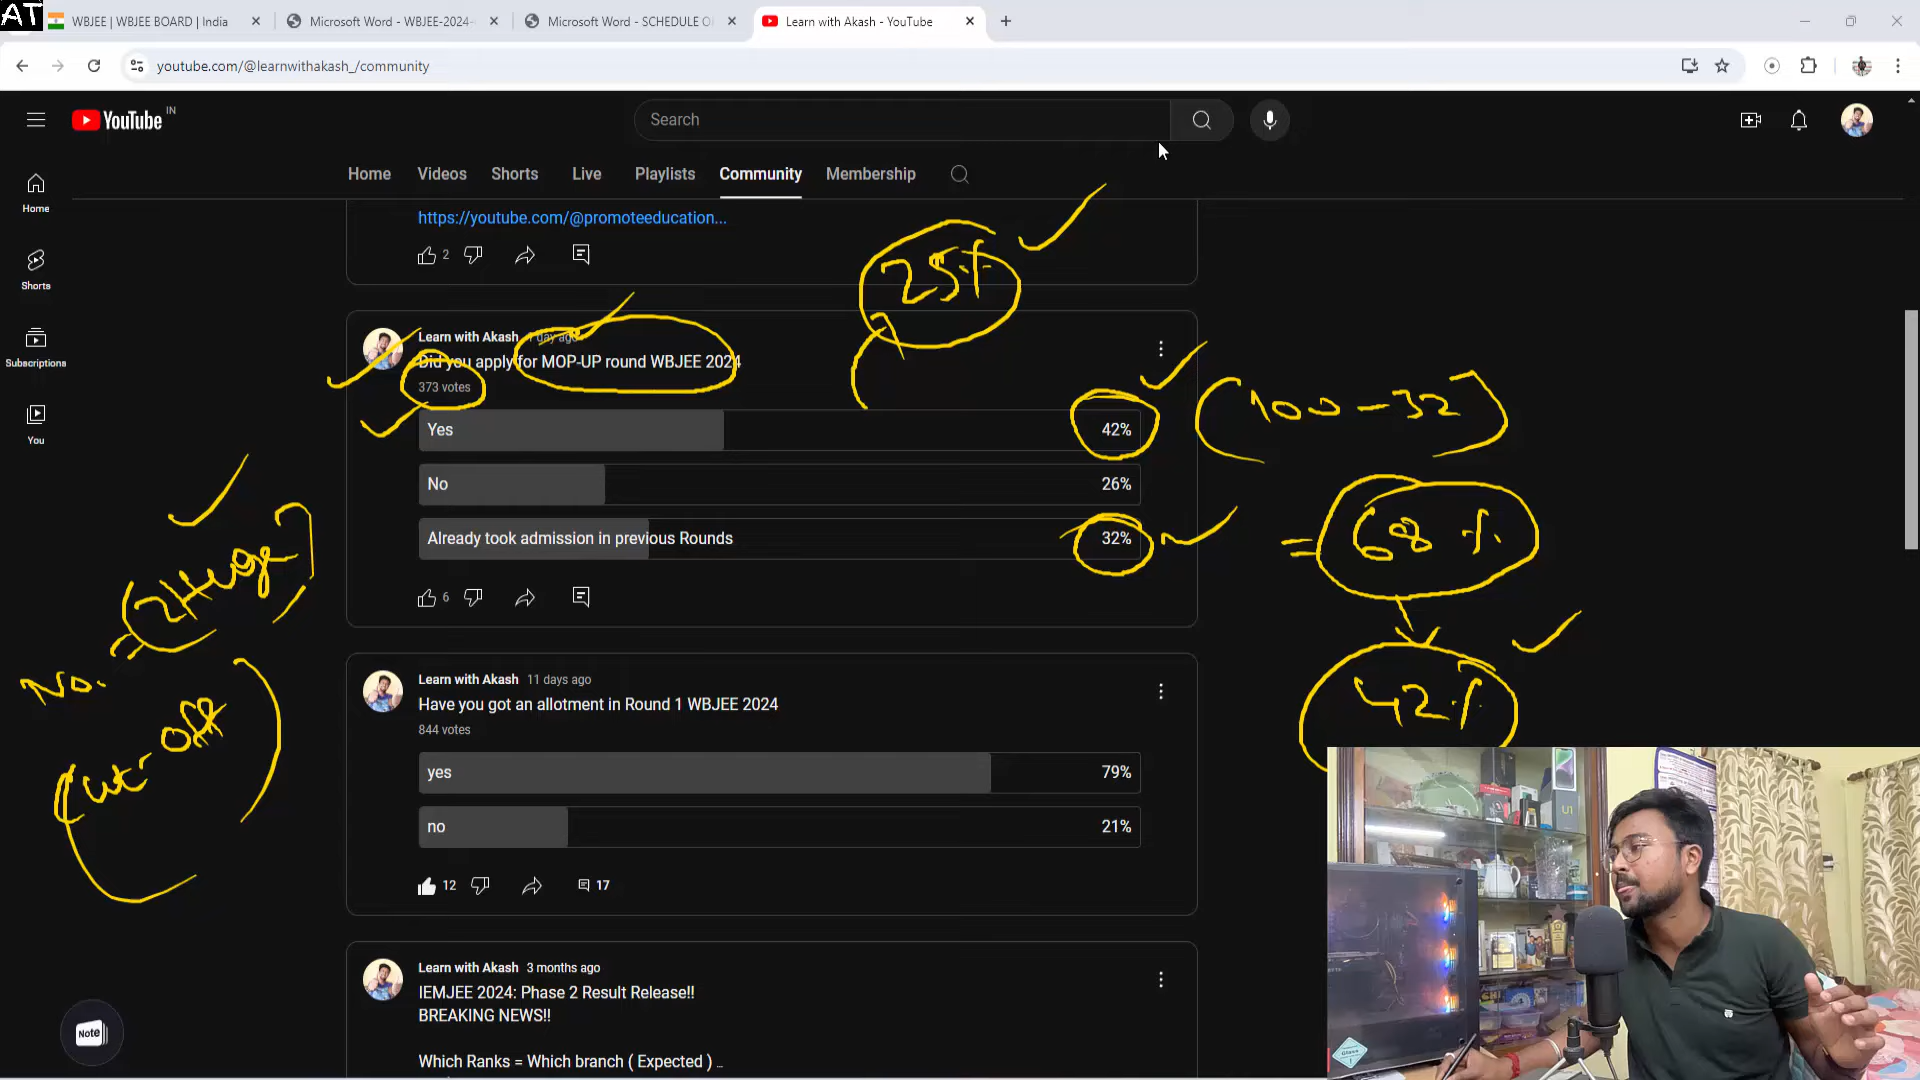 AT
WBJEE | WBJEE BOARD | India
Microsoft Word - WBJEE-2024-
Microsoft Word - SCHEDULE O
Learn with Akash - YouTube
youtube.com/@learnwithakash_/community
YouTube IN
Search
Home Videos Shorts Live Playlists Community Membership
Home
Shorts
Subscriptions
You
https://youtube.com/@promoteeducation...
2
25%
Learn with Akash 1 day ago
Did you apply for MOP-UP round WBJEE 2024
373 votes
Yes 42%
No 26%
Already took admission in previous Rounds 32%
6
(100-32)
= 68 %
42 %
No.
Huge
Cut-off
Learn with Akash 11 days ago
Have you got an allotment in Round 1 WBJEE 2024
844 votes
yes 79%
no 21%
12 17
Learn with Akash 3 months ago
IEMJEE 2024: Phase 2 Result Release!!
BREAKING NEWS!!
Which Ranks = Which branch ( Expected ) ...
Note
U1